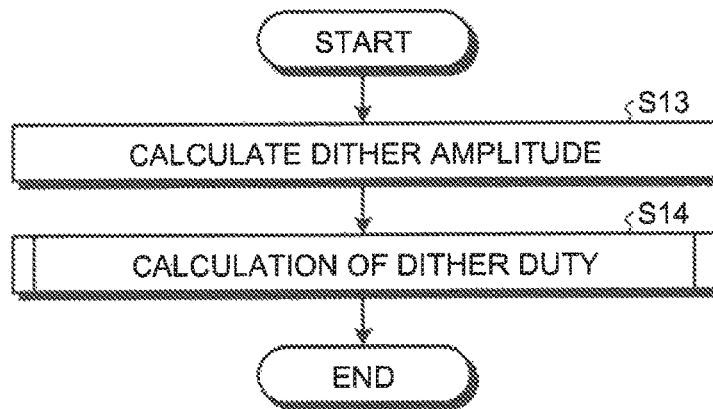 START
S13
CALCULATE DITHER AMPLITUDE
S14
CALCULATION OF DITHER DUTY
END